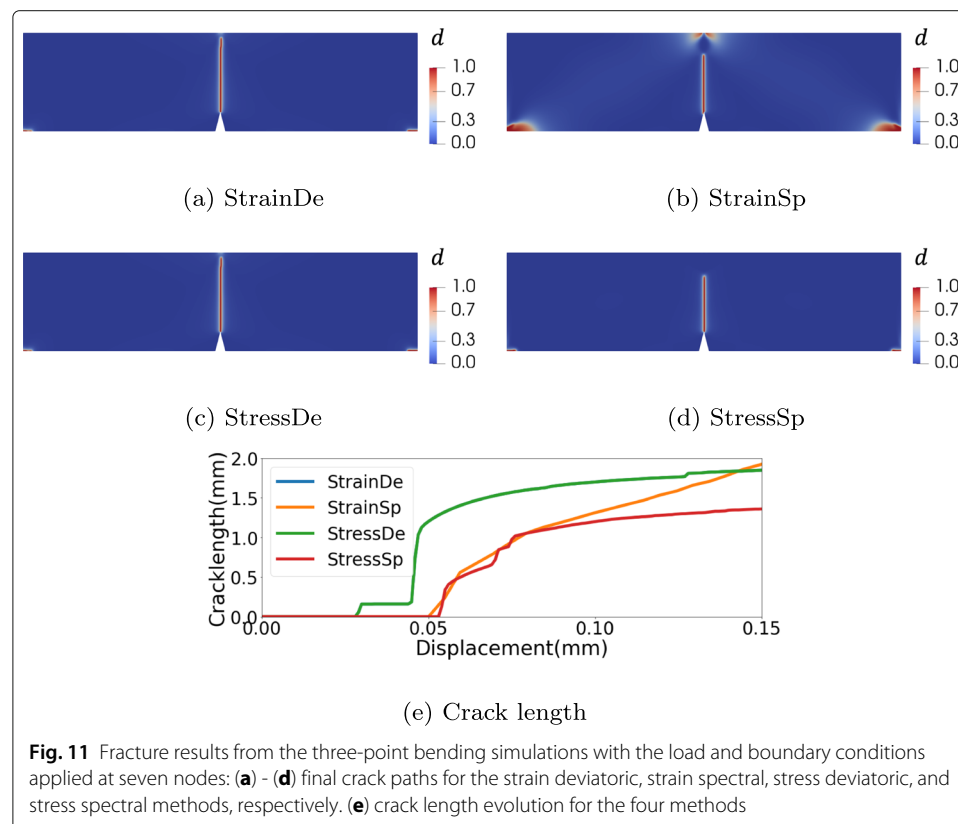 d
1.0
0.7
0.3
0.0
(a) StrainDe
d
1.0
0.7
0.3
0.0
(b) StrainSp
d
1.0
0.7
0.3
0.0
(c) StressDe
d
1.0
0.7
0.3
0.0
(d) StressSp
Cracklength(mm)
2.0
1.5
1.0
0.5
0.0
StrainDe
StrainSp
StressDe
StressSp
0.00
0.05
0.10
0.15
Displacement(mm)
(e) Crack length
Fig. 11 Fracture results from the three-point bending simulations with the load and boundary conditions
applied at seven nodes: (a) - (d) final crack paths for the strain deviatoric, strain spectral, stress deviatoric, and
stress spectral methods, respectively. (e) crack length evolution for the four methods